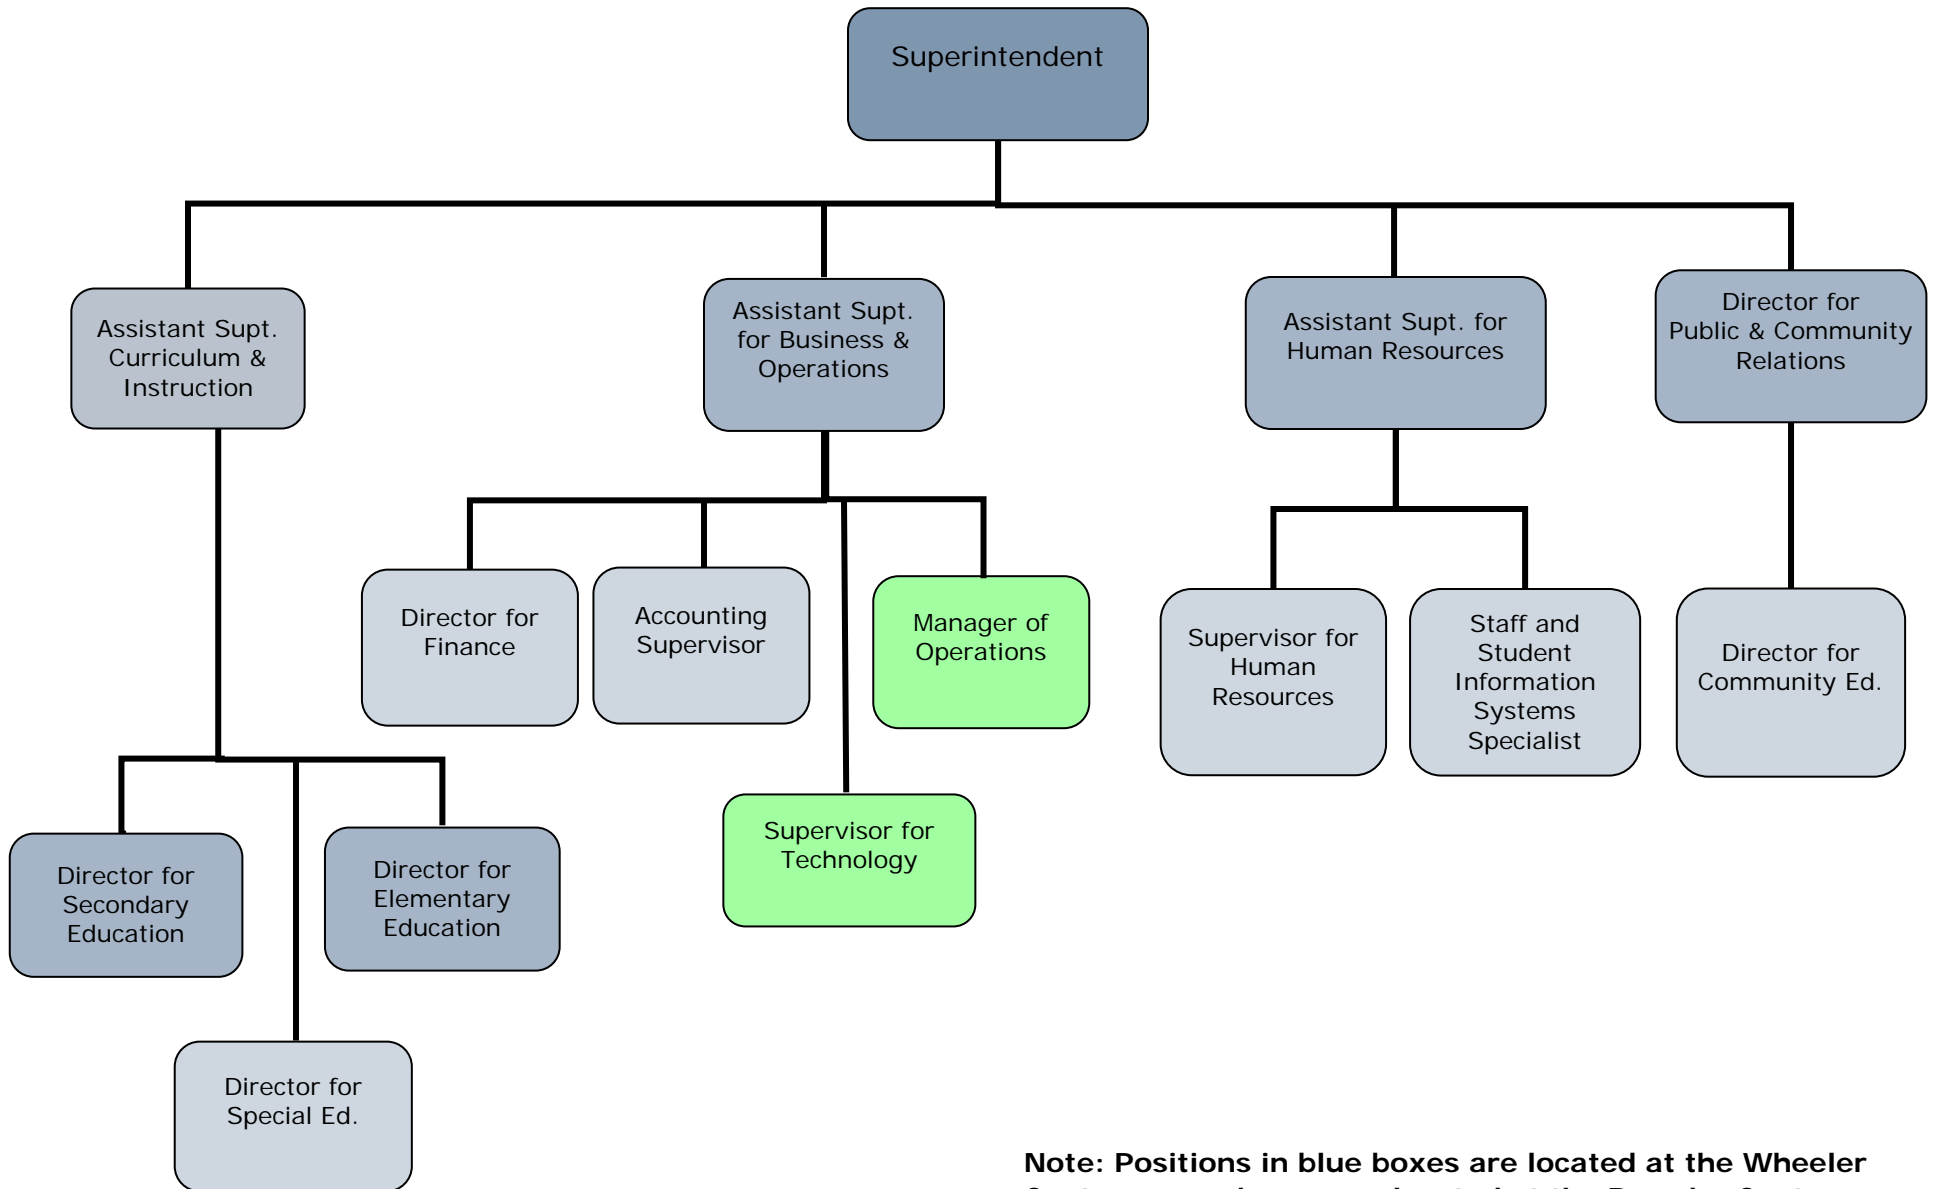 Superintendent
Assistant Supt.
Curriculum &
Instruction
Assistant Supt.
for Business &
Operations
Assistant Supt. for
Human Resources
Director for
Public & Community
Relations
Director for
Finance
Accounting
Supervisor
Manager of
Operations
Supervisor for
Human
Resources
Staff and
Student
Information
Systems
Specialist
Director for
Community Ed.
Supervisor for
Technology
Director for
Secondary
Education
Director for
Elementary
Education
Director for
Special Ed.
Note: Positions in blue boxes are located at the Wheeler